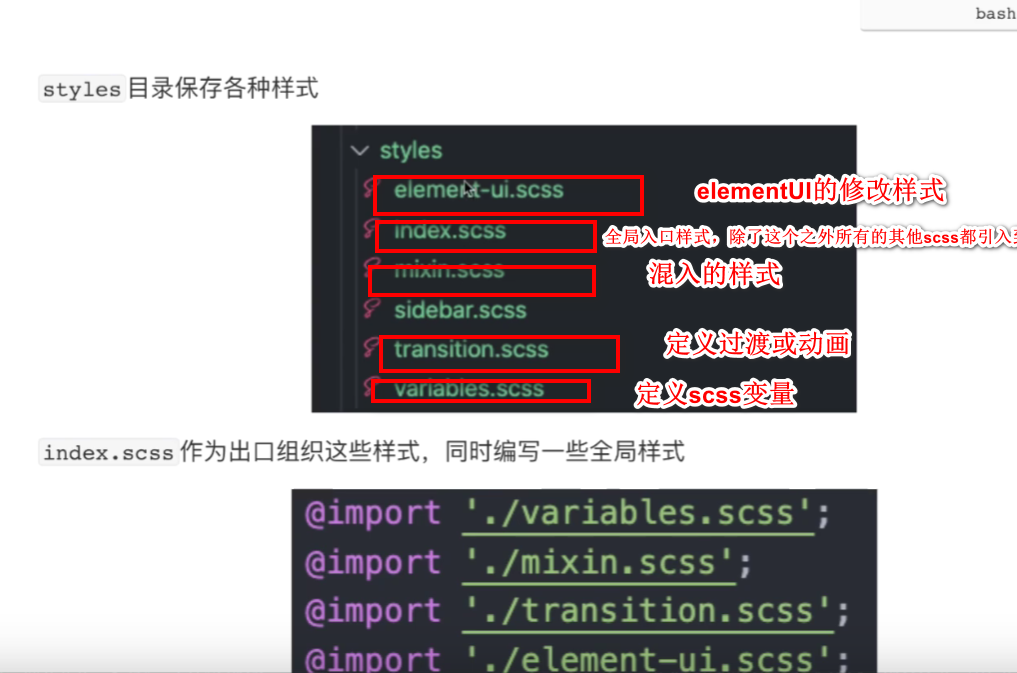 bash
styles目录保存各种样式
styles
element-ui.scss
elementUI的修改样式
index.scss
全局入口样式，除了这个之外所有的其他scss都引入到
mixin.scss
混入的样式
sidebar.scss
transition.scss
定义过渡或动画
variables.scss
定义scss变量
index.scss作为出口组织这些样式，同时编写一些全局样式
@import './variables.scss';
@import './mixin.scss';
@import './transition.scss';
@import './element-ui.scss';